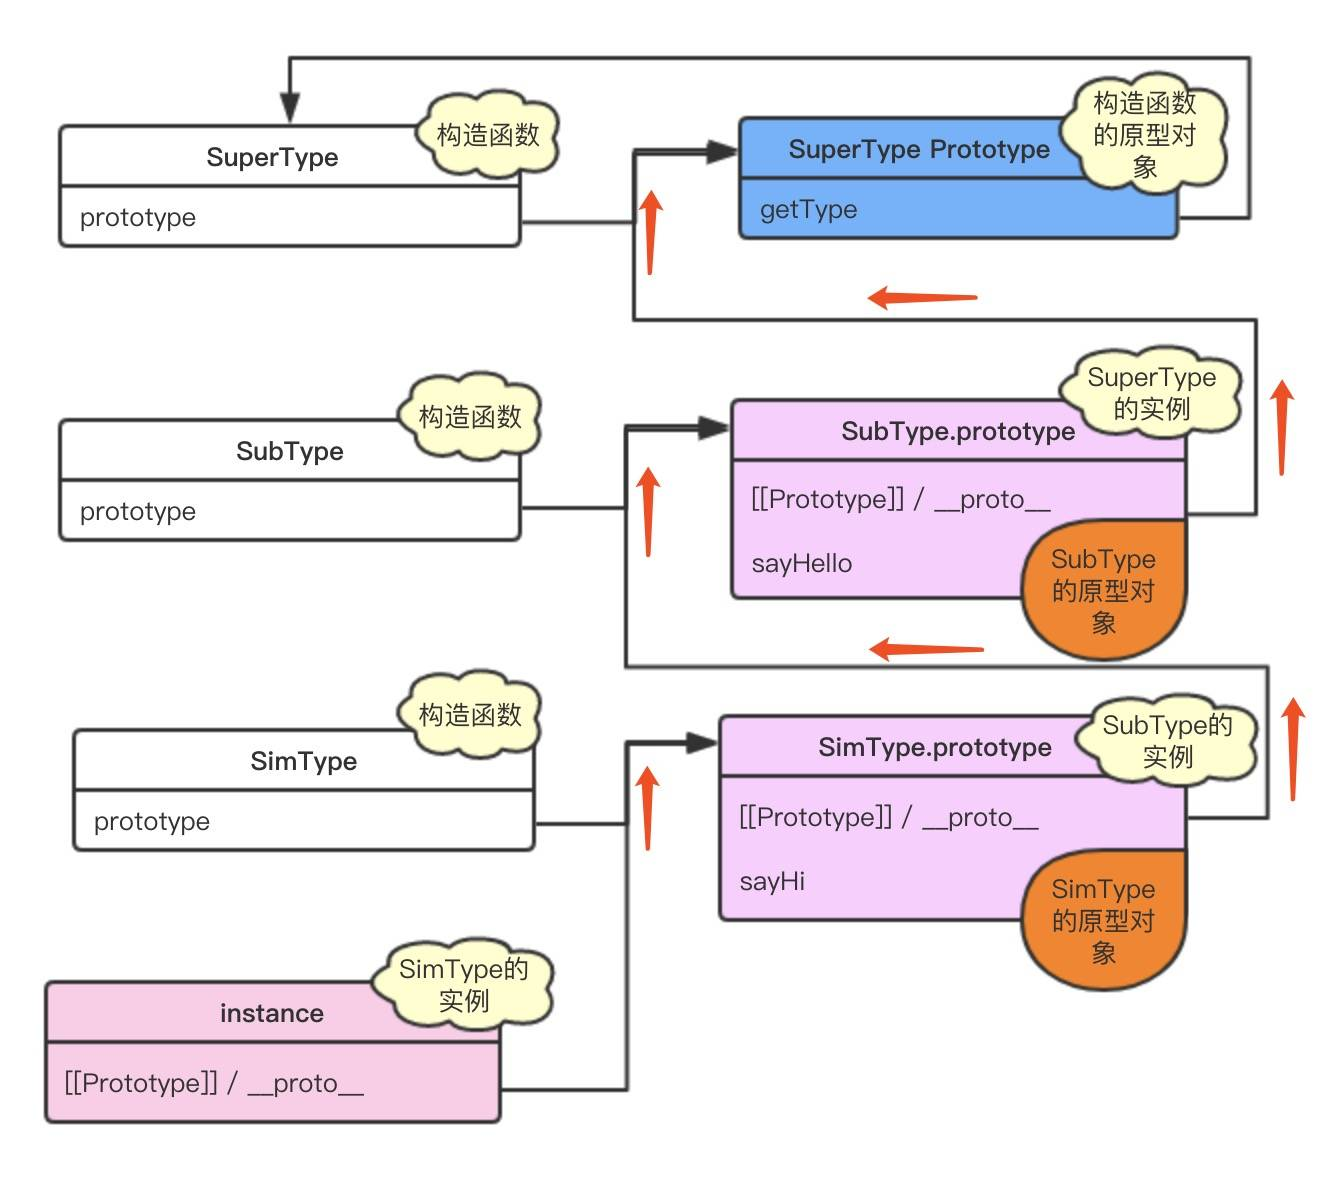 构造函数
SuperType
prototype
构造函数
的原型对
象
SuperType Prototype
getType
构造函数
SubType
prototype
SuperType
的实例
SubType.prototype
[[Prototype]] / __proto__
sayHello
SubType
的原型对
象
构造函数
SimType
prototype
SubType的
实例
SimType.prototype
[[Prototype]] / __proto__
sayHi
SimType
的原型对
象
SimType的
实例
instance
[[Prototype]] / __proto__